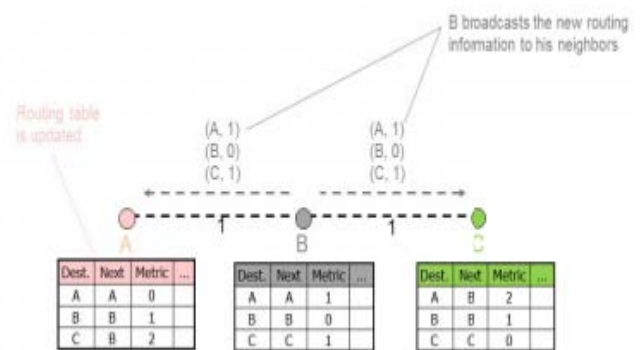 B broadcasts the new routing
information to his neighbors
Routing table
is updated
(A, 1) (A, 1)
(B, 0) (B, 0)
(C, 1) (C, 1)
1 1
A B C
Dest. Next Metric ... Dest. Next Metric ... Dest. Next Metric ...
A A 0 A A 1 A B 2
B B 1 B B 0 B B 1
C B 2 C C 1 C C 0